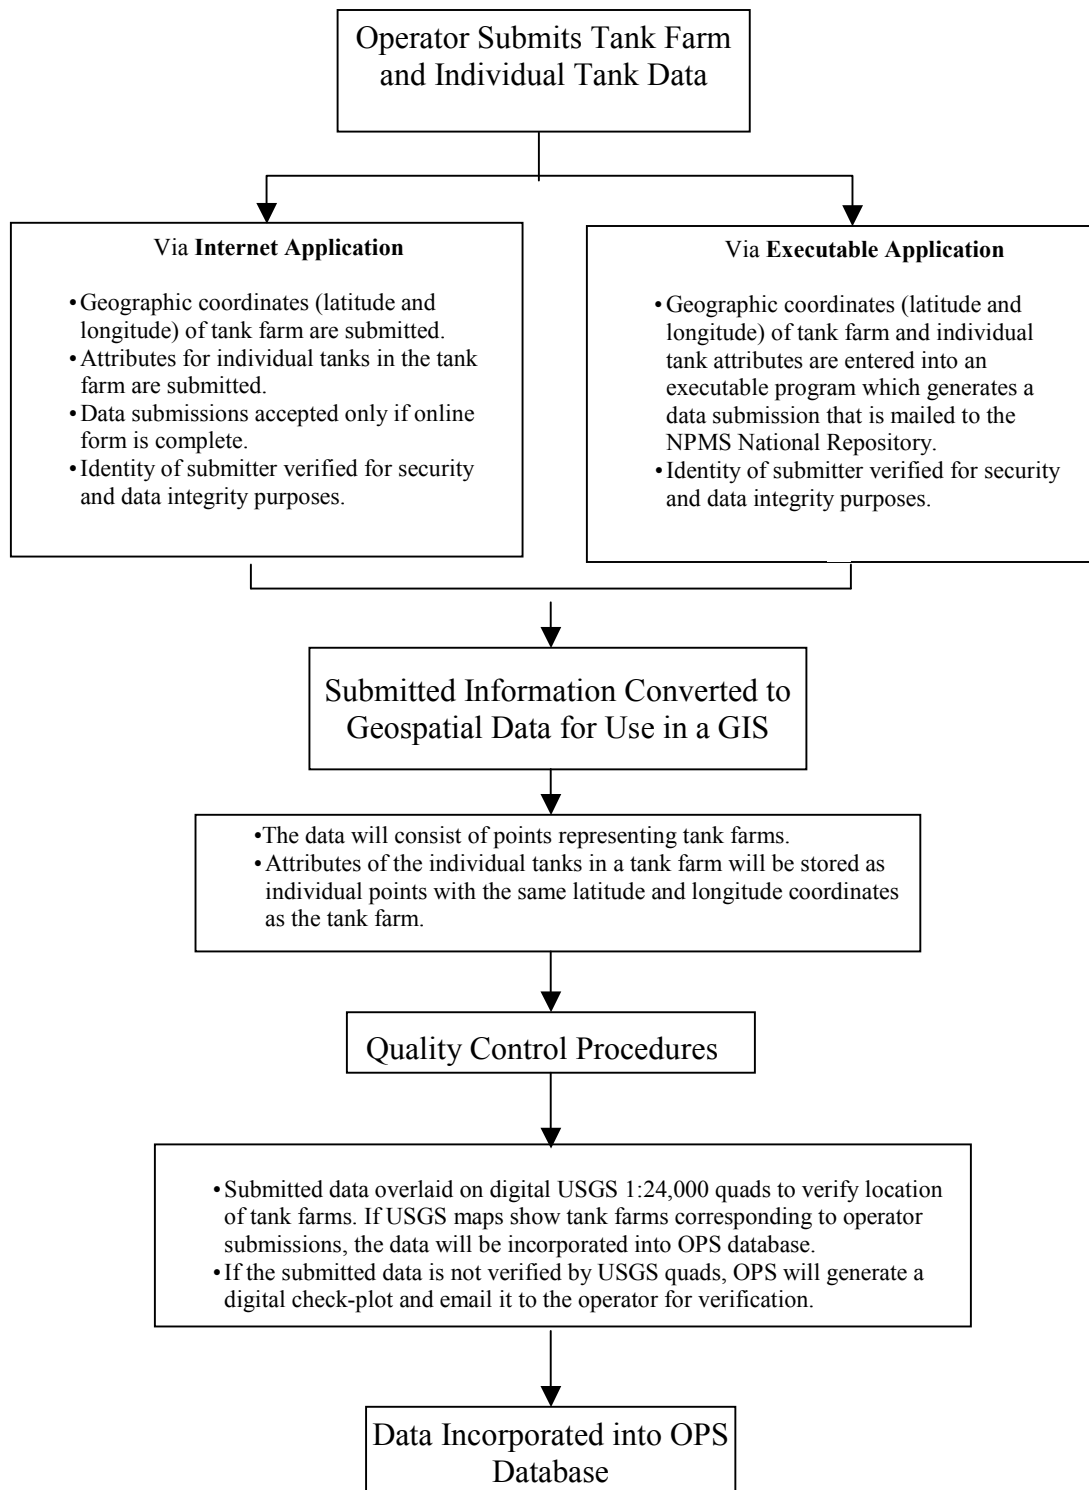 Operator Submits Tank Farm
and Individual Tank Data
Via Internet Application
•Geographic coordinates (latitude and
longitude) of tank farm are submitted.
•Attributes for individual tanks in the tank
farm are submitted.
•Data submissions accepted only if online
form is complete.
•Identity of submitter verified for security
and data integrity purposes.
Via Executable Application
•Geographic coordinates (latitude and
longitude) of tank farm and individual
tank attributes are entered into an
executable program which generates a
data submission that is mailed to the
NPMS National Repository.
•Identity of submitter verified for security
and data integrity purposes.
Submitted Information Converted to
Geospatial Data for Use in a GIS
•The data will consist of points representing tank farms.
•Attributes of the individual tanks in a tank farm will be stored as
individual points with the same latitude and longitude coordinates
as the tank farm.
Quality Control Procedures
•Submitted data overlaid on digital USGS 1:24,000 quads to verify location
of tank farms. If USGS maps show tank farms corresponding to operator
submissions, the data will be incorporated into OPS database.
•If the submitted data is not verified by USGS quads, OPS will generate a
digital check-plot and email it to the operator for verification.
Data Incorporated into OPS
Database